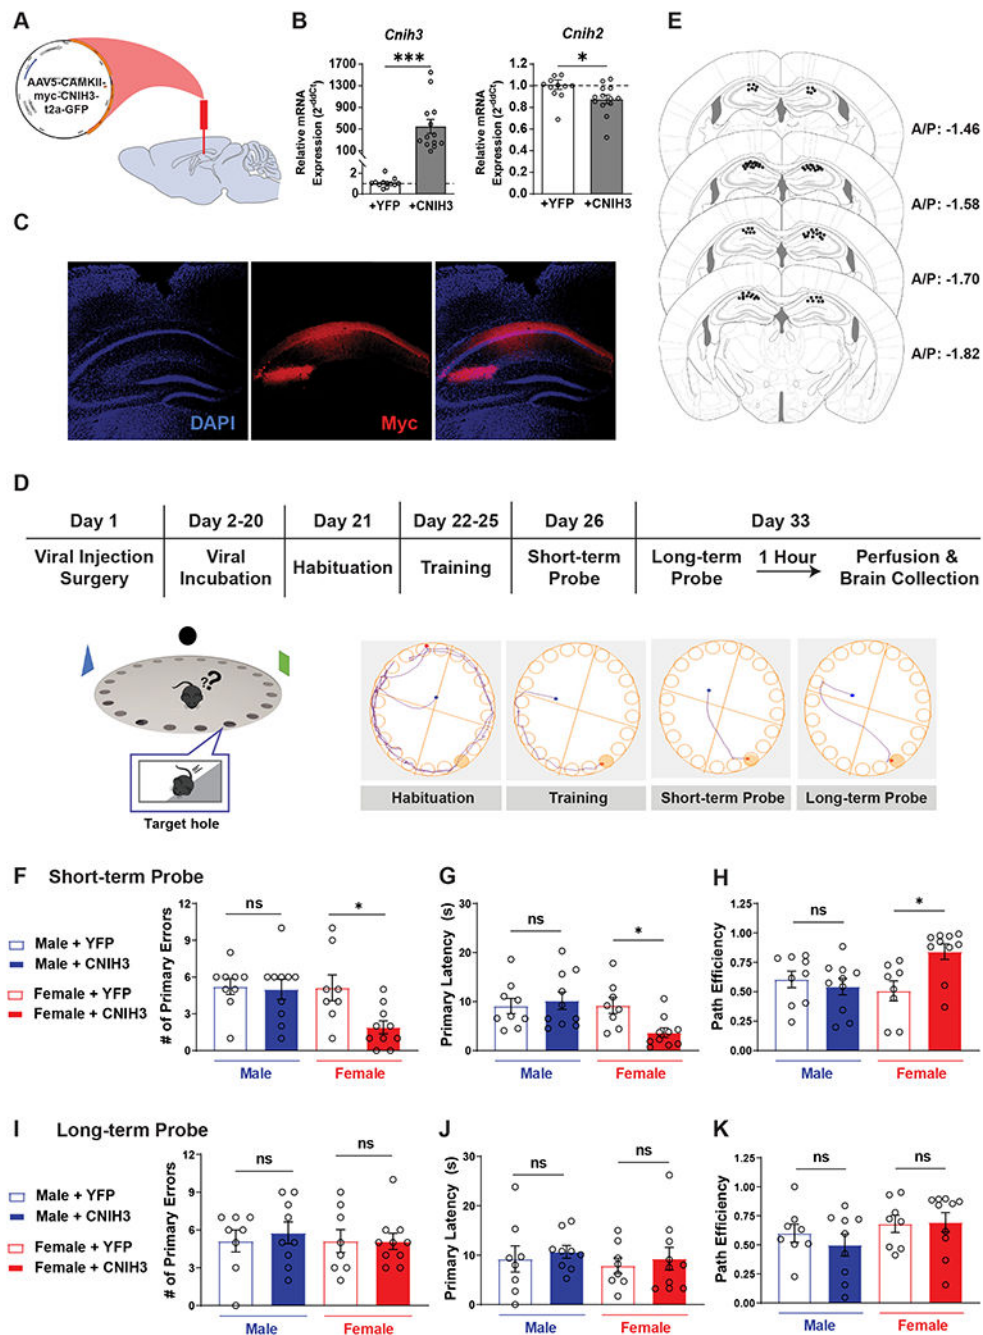 A
AAV5-CAMKII-
myc-CNIH3-
t2a-GFP
B
Cnih3
***
Relative mRNA
Expression (2-ddCt)
1700
1300
900
500
100
2
0
+YFP +CNIH3
Cnih2
*
Relative mRNA
Expression (2-ddCt)
1.2
1.0
0.8
0.6
0.4
0.2
0.0
+YFP +CNIH3
E
A/P: -1.46
A/P: -1.58
A/P: -1.70
A/P: -1.82
C
DAPI
Myc
D
Day 1 Day 2-20 Day 21 Day 22-25 Day 26 Day 33
Viral Injection
Surgery
Viral
Incubation
Habituation
Training
Short-term
Probe
Long-term
Probe
1 Hour
Perfusion &
Brain Collection
???
Target hole
Habituation
Training
Short-term Probe
Long-term Probe
F Short-term Probe
Male + YFP
Male + CNIH3
Female + YFP
Female + CNIH3
# of Primary Errors
12
9
6
3
0
ns
*
Male Female
G
Primary Latency (s)
30
20
10
0
ns
*
Male Female
H
Path Efficiency
1.25
1.00
0.75
0.50
0.25
0.00
ns
*
Male Female
I Long-term Probe
Male + YFP
Male + CNIH3
Female + YFP
Female + CNIH3
# of Primary Errors
12
9
6
3
0
ns
ns
Male Female
J
Primary Latency (s)
30
20
10
0
ns
ns
Male Female
K
Path Efficiency
1.25
1.00
0.75
0.50
0.25
0.00
ns
ns
Male Female